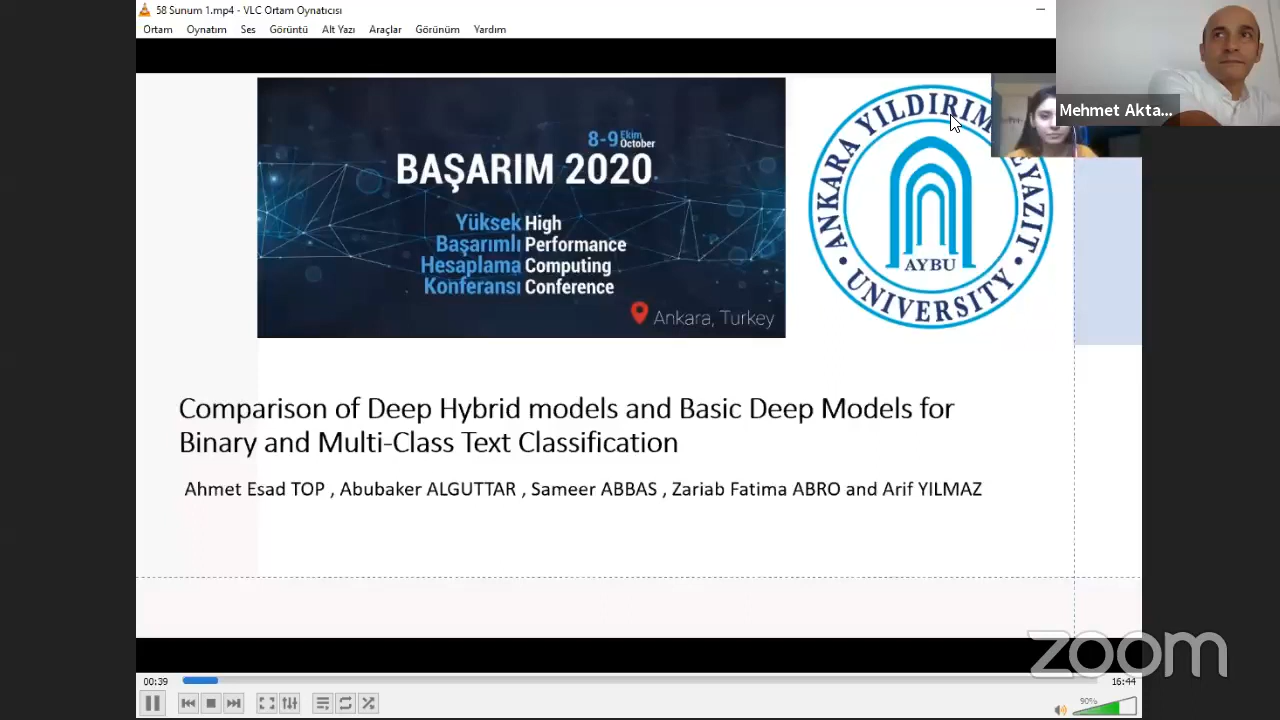 58 Sunum 1.mp4 - VLC Ortam Oynatıcısı
Ortam Oynatım Ses Görüntü Alt Yazı Araçlar Görünüm Yardım
8-9 Ekim October
BAŞARIM 2020
Yüksek High
Başarımlı Performance
Hesaplama Computing
Konferansı Conference
Ankara, Turkey
ANKARA YILDIRIM EYAZIT
AYBU
• UNIVERSITY •
Mehmet Akta...
Comparison of Deep Hybrid models and Basic Deep Models for
Binary and Multi-Class Text Classification
Ahmet Esad TOP , Abubaker ALGUTTAR , Sameer ABBAS , Zariab Fatima ABRO and Arif YILMAZ
zoom
00:39
16:44
90%